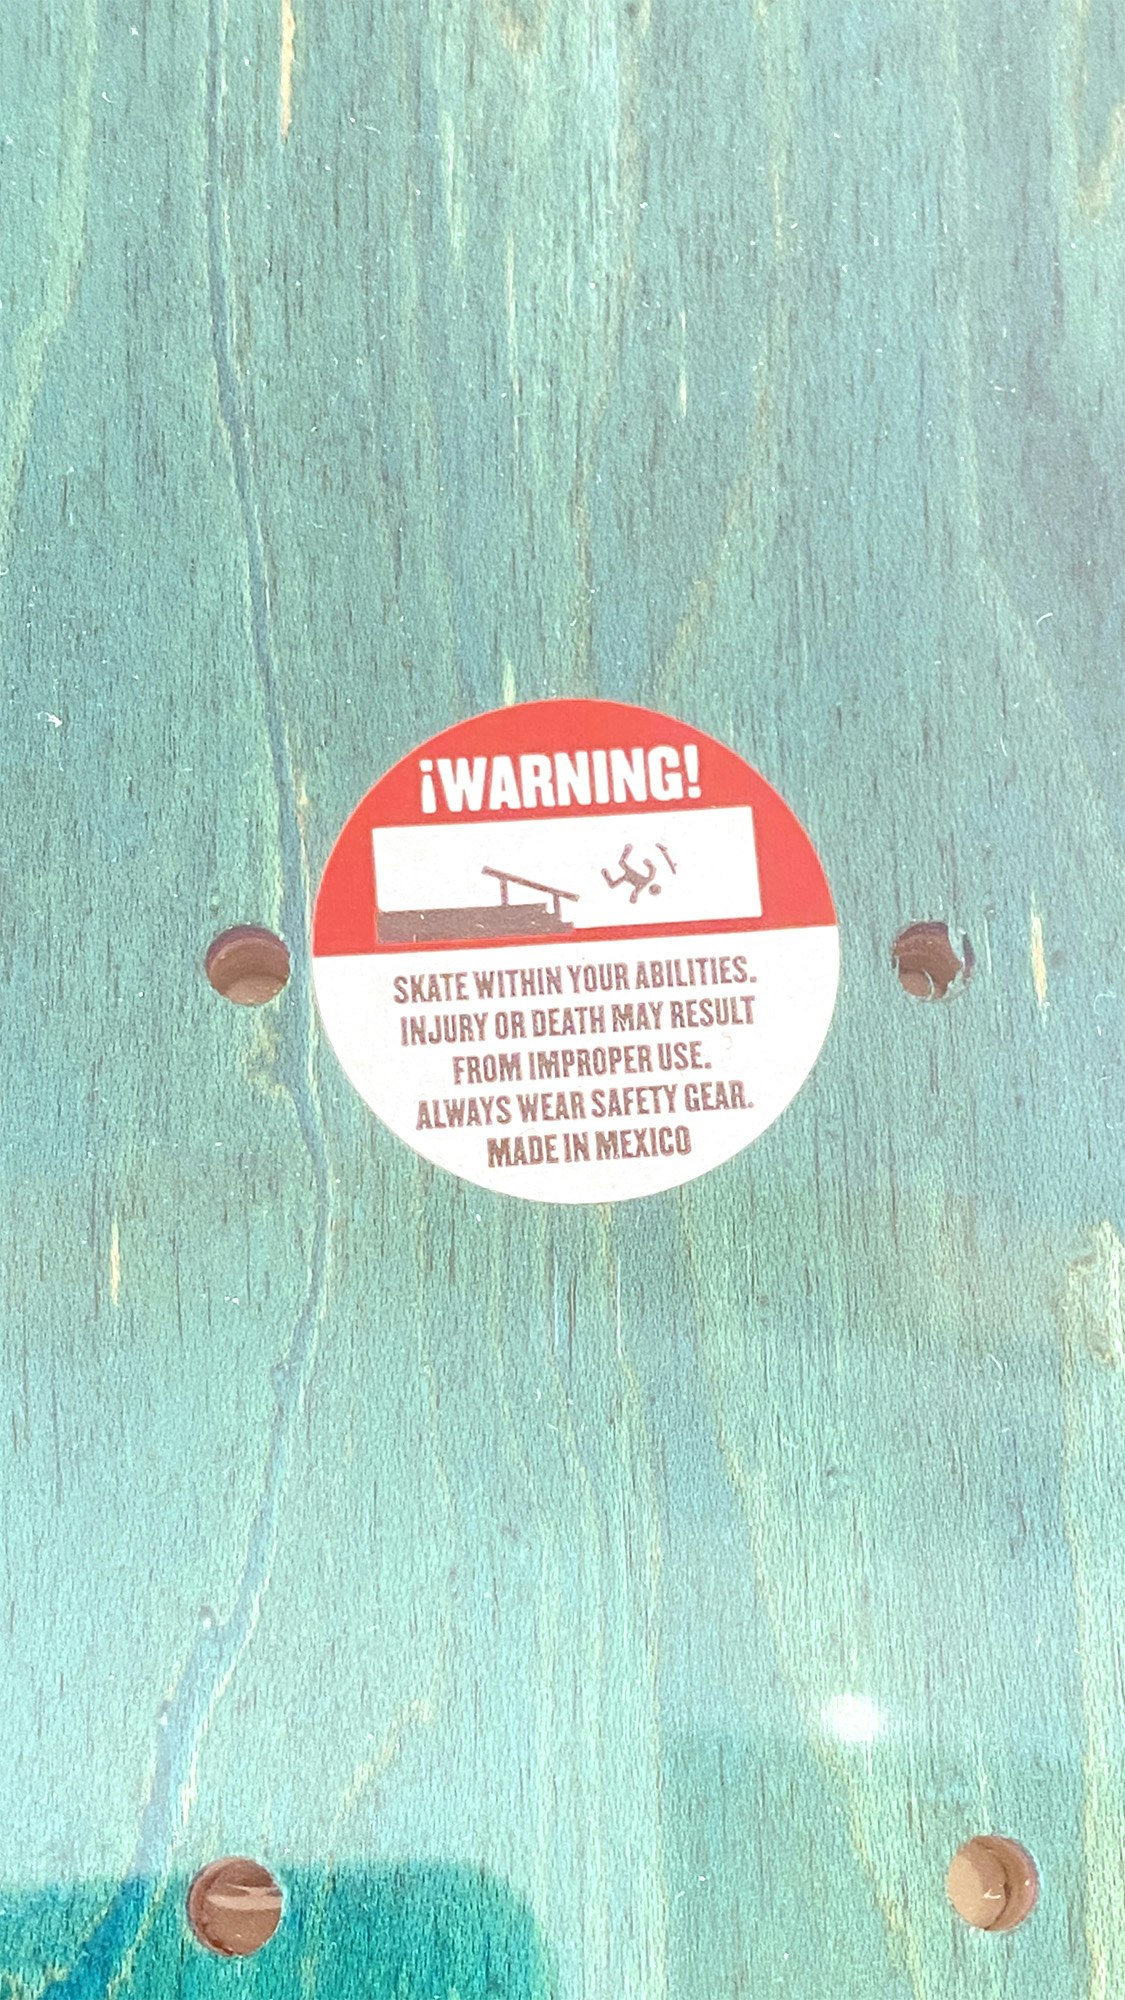 ¡WARNING!
SKATE WITHIN YOUR ABILITIES.
INJURY OR DEATH MAY RESULT
FROM IMPROPER USE.
ALWAYS WEAR SAFETY GEAR.
MADE IN MEXICO